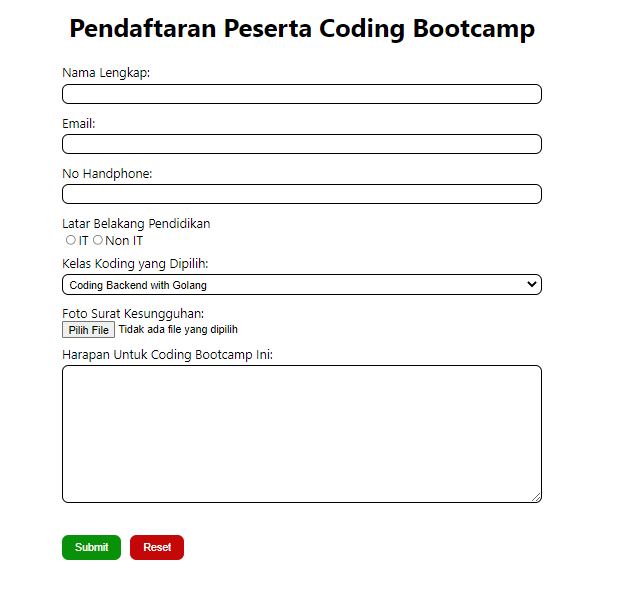 Pendaftaran Peserta Coding Bootcamp
Nama Lengkap:
Email:
No Handphone:
Latar Belakang Pendidikan
IT Non IT
Kelas Koding yang Dipilih:
Coding Backend with Golang
Foto Surat Kesungguhan:
Pilih File Tidak ada file yang dipilih
Harapan Untuk Coding Bootcamp Ini:
Submit Reset